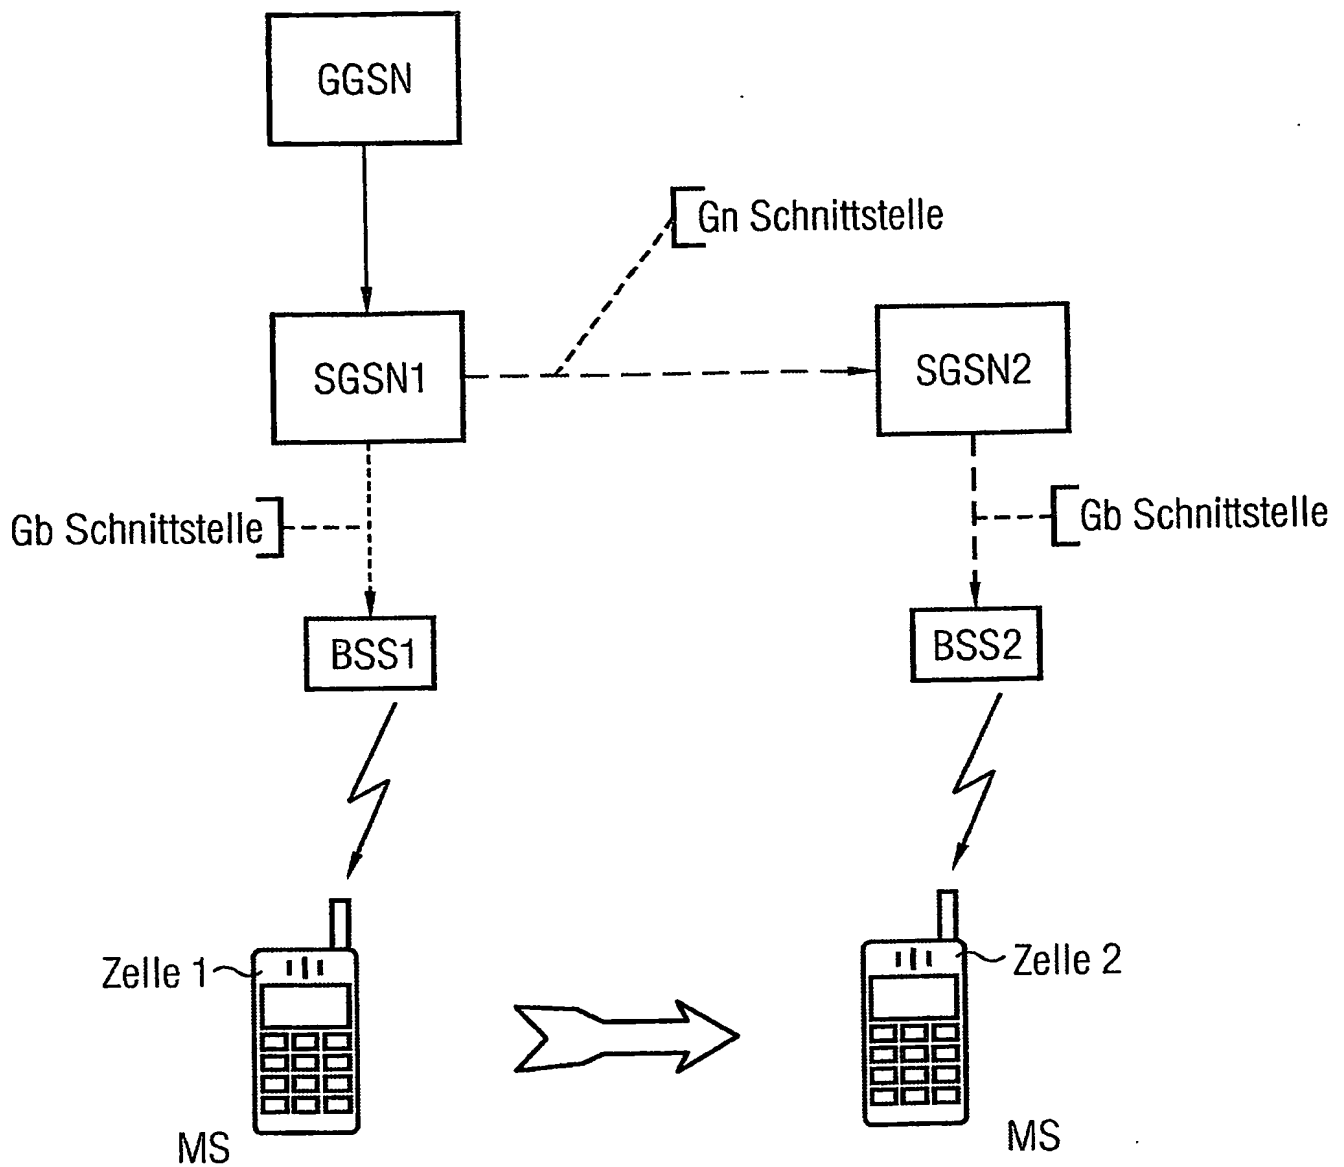 GGSN
Gn Schnittstelle
SGSN1
SGSN2
Gb Schnittstelle
Gb Schnittstelle
BSS1
BSS2
Zelle 1
Zelle 2
MS
MS